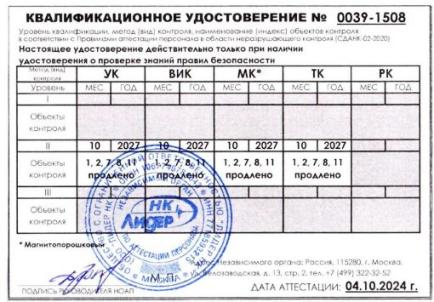 КВАЛИФИКАЦИОННОЕ УДОСТОВЕРЕНИЕ № 0039-1508
Уровень квалификации, метод (вид) контроля, наименование (индекс) объектов контроля
в соответствии с Правилами аттестации персонала в области неразрушающего контроля (СДАНК-02-2020)
Настоящее удостоверение действительно только при наличии
удостоверения о проверке знаний правил безопасности
Метод (вид) контроля УК ВИК МК* ТК РК
Уровень МЕС ГОД МЕС ГОД МЕС ГОД МЕС ГОД МЕС ГОД
I
Объекты контроля
II 10 2027 10 2027 10 2027 10 2027
Объекты контроля 1, 2, 7, 8, 11 продлено 1, 2, 7, 8, 11 продлено 1, 2, 7, 8, 11 продлено 1, 2, 7, 8, 11 продлено
III
Объекты контроля
НК
ЛИДЕР
МОСКВА
* Магнитопорошковый
М.П.
Независимого органа: Россия, 115280, г. Москва,
д. 13, стр. 2, тел. +7 (499) 322-32-52
ПОДПИСЬ РУКОВОДИТЕЛЯ НОАП
ДАТА АТТЕСТАЦИИ: 04.10.2024 г.